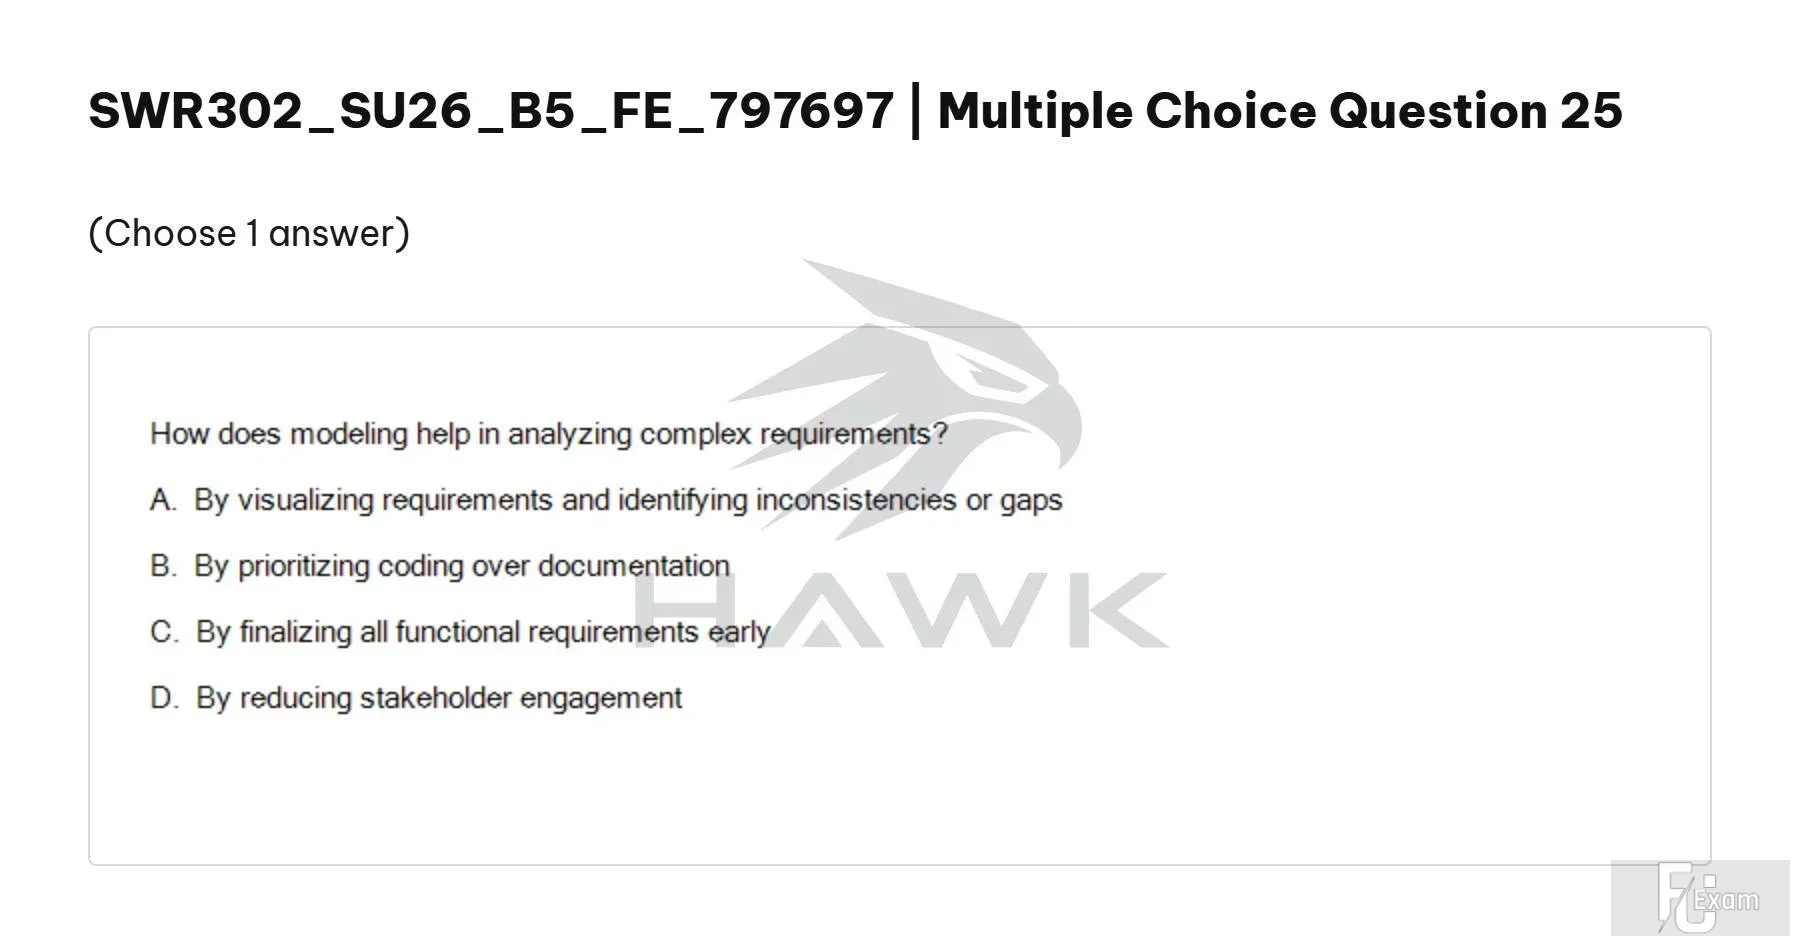 SWR302_SU26_B5_FE_797697 | Multiple Choice Question 25
(Choose 1 answer)
How does modeling help in analyzing complex requirements?
A. By visualizing requirements and identifying inconsistencies or gaps
B. By prioritizing coding over documentation
C. By finalizing all functional requirements early
D. By reducing stakeholder engagement
HAWK
FU Exam